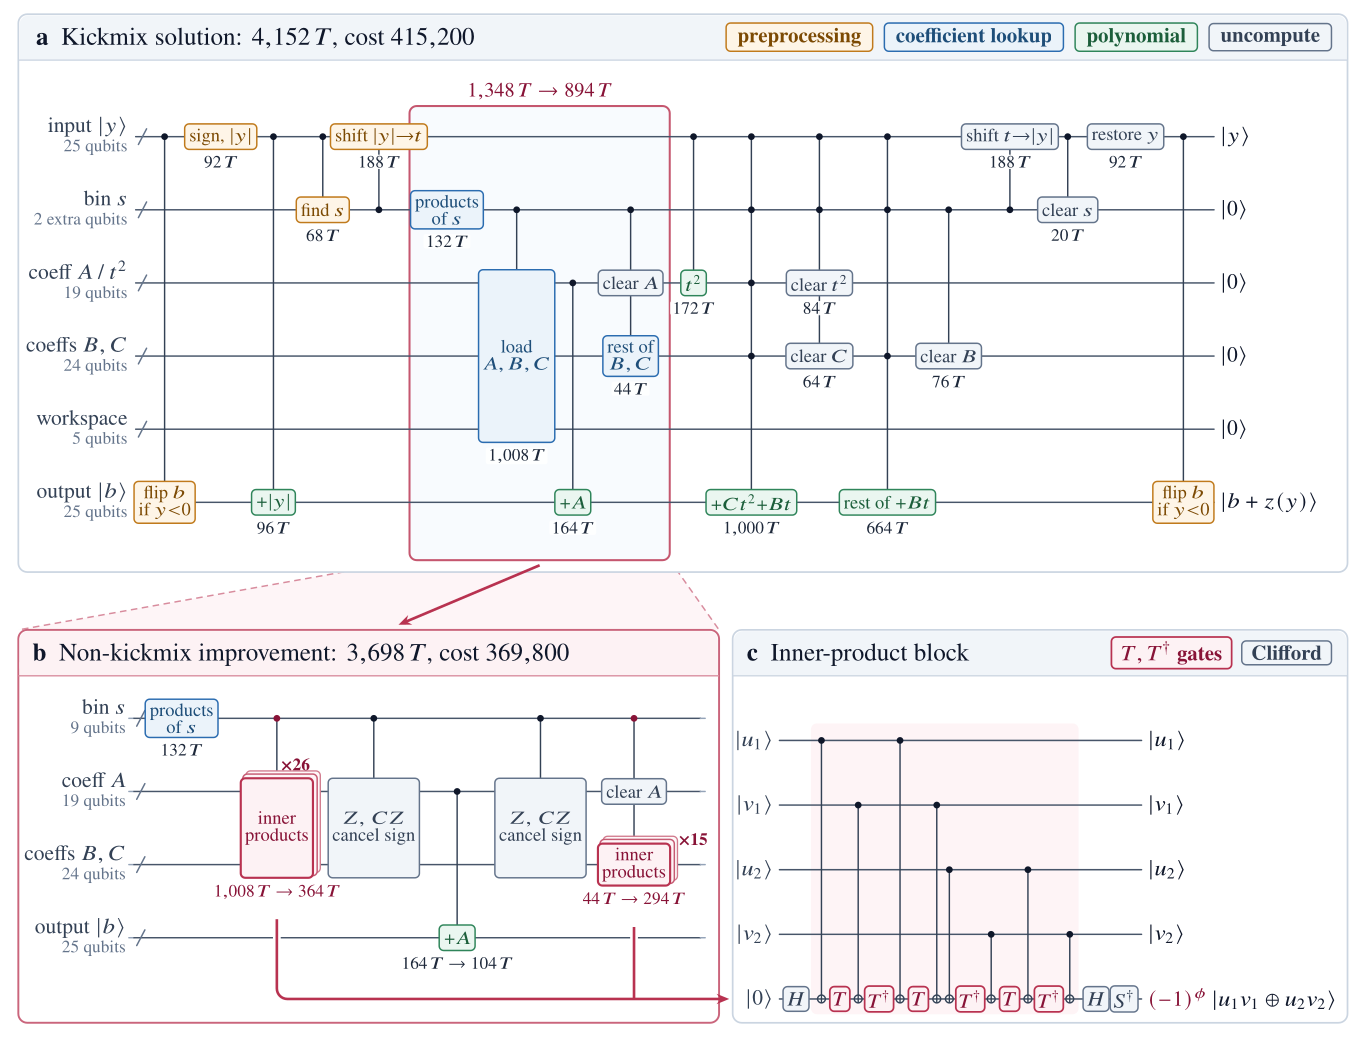 a Kickmix solution: 4,152 T, cost 415,200
preprocessing
coefficient lookup
polynomial
uncompute
1,348 T → 894 T
input |y⟩
25 qubits
sign, |y|
92 T
shift |y|→t
188 T
shift t→|y|
188 T
restore y
92 T
|y⟩
bin s
2 extra qubits
find s
68 T
products
of s
132 T
clear s
20 T
|0⟩
coeff A / t²
19 qubits
clear A
t²
172 T
clear t²
84 T
|0⟩
coeffs B, C
24 qubits
load
A, B, C
1,008 T
rest of
B, C
44 T
clear C
64 T
clear B
76 T
|0⟩
workspace
5 qubits
|0⟩
output |b⟩
25 qubits
flip b
if y<0
+|y|
96 T
+A
164 T
+Ct²+Bt
1,000 T
rest of +Bt
664 T
flip b
if y<0
|b + z(y)⟩
b Non-kickmix improvement: 3,698 T, cost 369,800
bin s
9 qubits
products
of s
132 T
coeff A
19 qubits
×26
inner
products
1,008 T → 364 T
Z, CZ
cancel sign
Z, CZ
cancel sign
clear A
coeffs B, C
24 qubits
×15
inner
products
44 T → 294 T
output |b⟩
25 qubits
+A
164 T → 104 T
c Inner-product block
T, T† gates
Clifford
|u₁⟩
|u₁⟩
|v₁⟩
|v₁⟩
|u₂⟩
|u₂⟩
|v₂⟩
|v₂⟩
|0⟩ H T T† T T† T T† H S† (−1)^ϕ |u₁v₁ ⊕ u₂v₂⟩